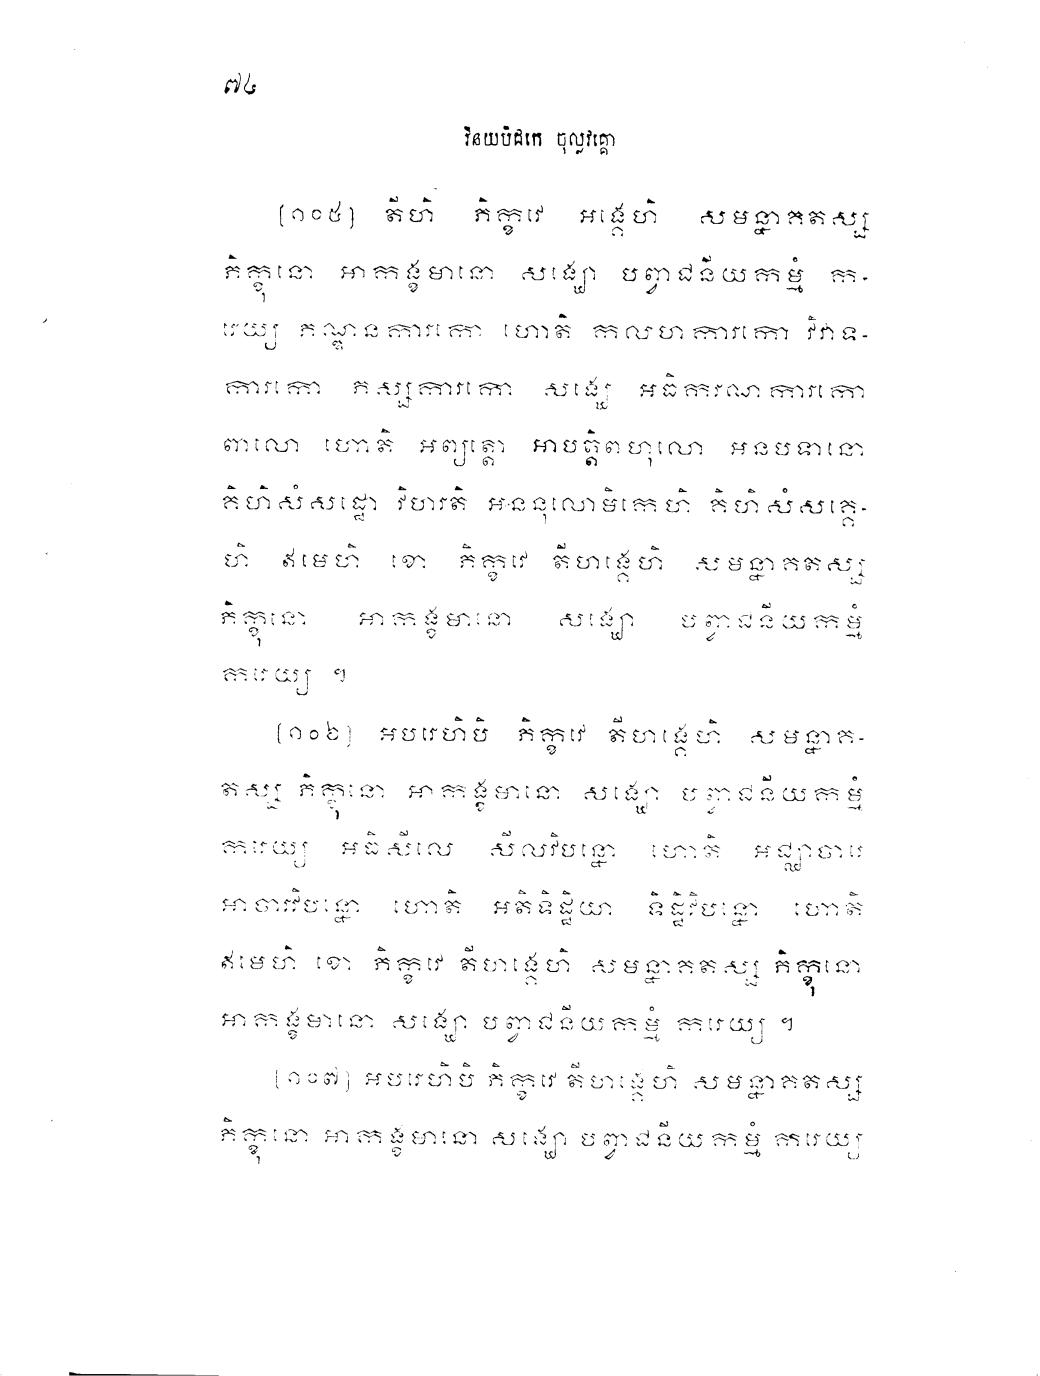 ៧៤
វិនយបិដកេ ចុល្លវគ្គោ
[១០៥] តីហិ ភិក្ខវេ អង្គេហិ សមន្នាគតស្ស
ភិក្ខុនោ អាកង្ខមានោ សង្ឃោ បព្វាជនីយកម្មំ ក-
រេយ្យ ភណ្ឌនការកោ ហោតិ កលហការកោ វិវាទ-
ការកោ ភស្សការកោ សង្ឃេ អធិករណការកោ
ពាលោ ហោតិ អព្យត្តោ អាបត្តិពហុលោ អនបទានោ
គិហិសំសដ្ឋោ វិហរតិ អននុលោមិកេហិ គិហិសំសគ្គេ-
ហិ ឥមេហិ ខោ ភិក្ខវេ តីហង្គេហិ សមន្នាគតស្ស
ភិក្ខុនោ អាកង្ខមានោ សង្ឃោ បព្វាជនីយកម្មំ
ករេយ្យ ។
[១០៦] អបរេហិបិ ភិក្ខវេ តីហង្គេហិ សមន្នាគ-
តស្ស ភិក្ខុនោ អាកង្ខមានោ សង្ឃោ បព្វាជនីយកម្មំ
ករេយ្យ អធិសីលេ សីលវិបន្នោ ហោតិ អជ្ឈាចារេ
អាចារវិបន្នោ ហោតិ អតិទិដ្ឋិយា ទិដ្ឋិវិបន្នោ ហោតិ
ឥមេហិ ខោ ភិក្ខវេ តីហង្គេហិ សមន្នាគតស្ស ភិក្ខុនោ
អាកង្ខមានោ សង្ឃោ បព្វាជនីយកម្មំ ករេយ្យ ។
[១០៧] អបរេហិបិ ភិក្ខវេ តីហង្គេហិ សមន្នាគតស្ស
ភិក្ខុនោ អាកង្ខមានោ សង្ឃោ បព្វាជនីយកម្មំ ករេយ្យ